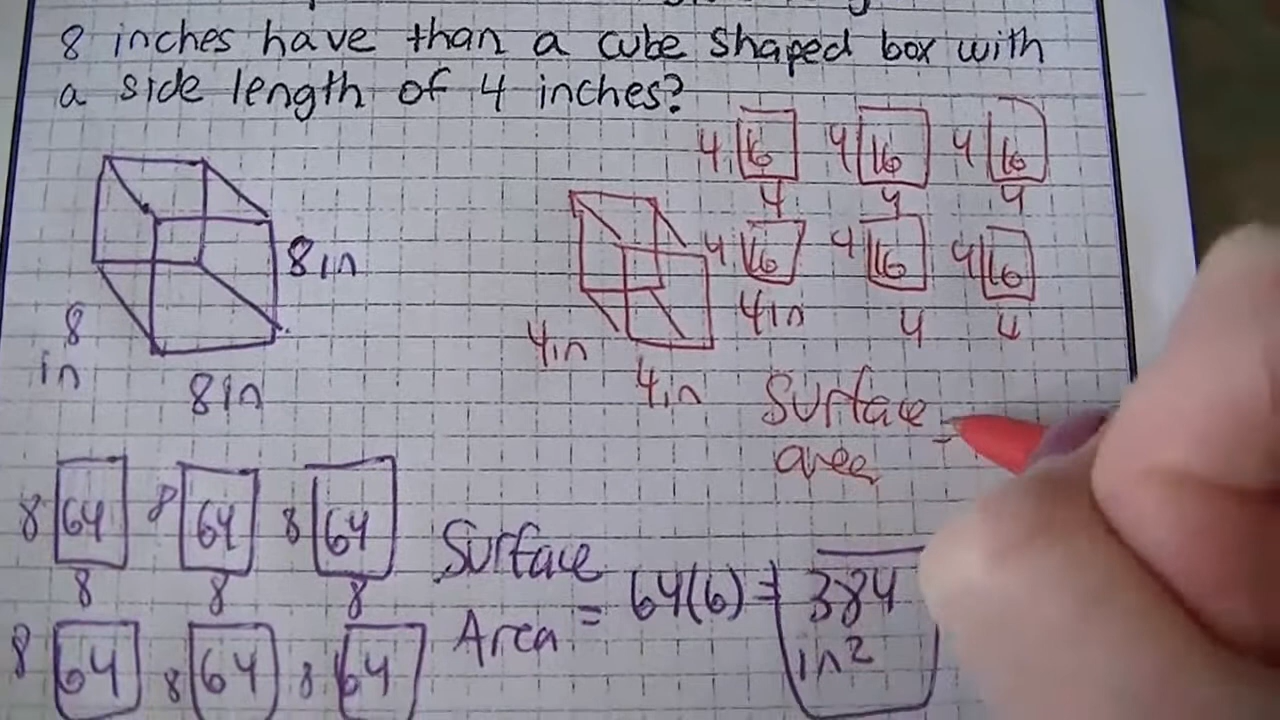 8 inches have than a cube shaped box with
a side length of 4 inches?
4 16 4 16 4 16
4 4 4
4 16 4 16 4 16
4in 4 4
8in
8
in
8in
4in
4in
Surface =
area
8 64 8 64 8 64
8 8 8
8 64 8 64 8 64
Surface
Area = 64(6) = 384
in²